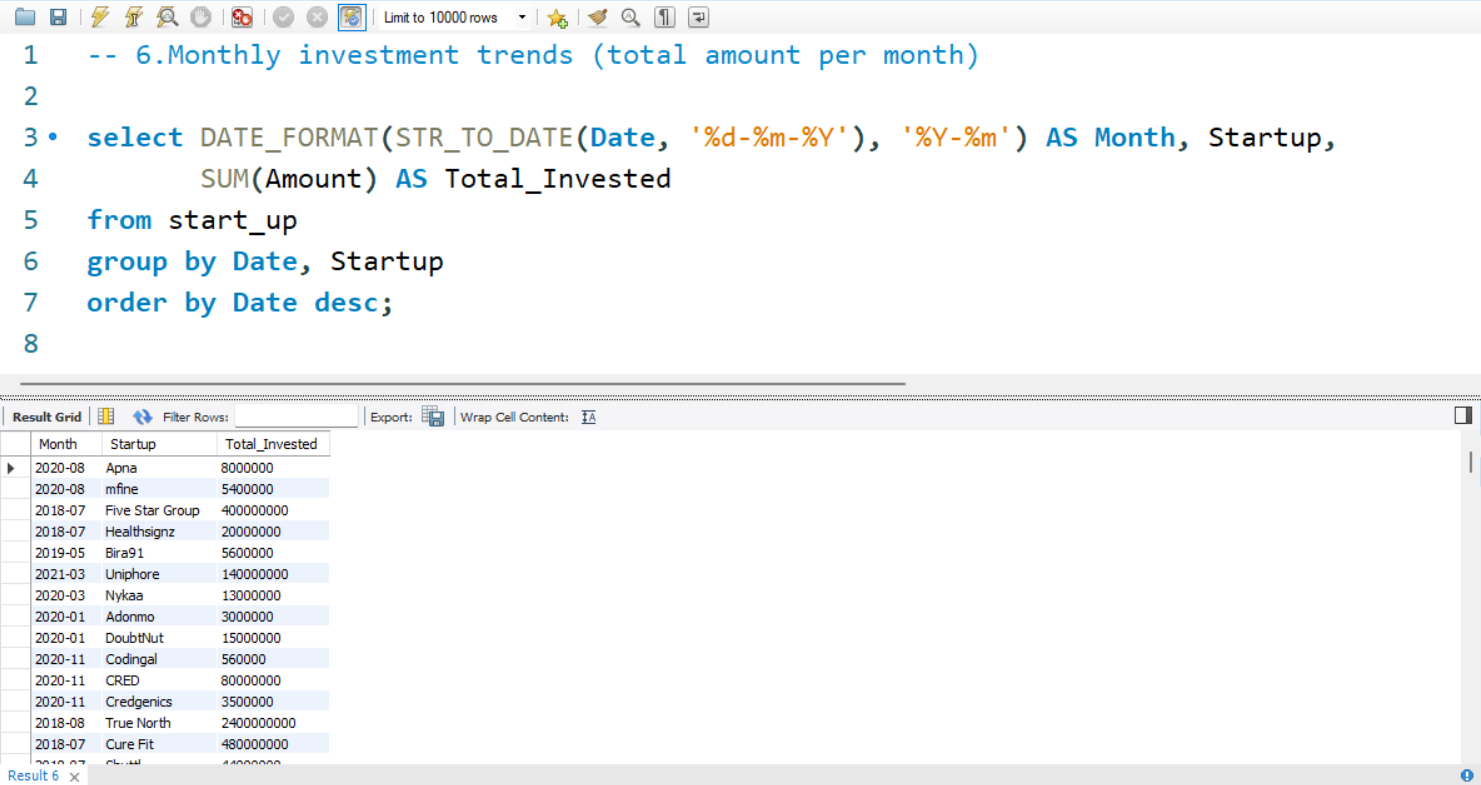 Limit to 10000 rows
1 -- 6.Monthly investment trends (total amount per month)
2
3 select DATE_FORMAT(STR_TO_DATE(Date, '%d-%m-%Y'), '%Y-%m') AS Month, Startup,
4 SUM(Amount) AS Total_Invested
5 from start_up
6 group by Date, Startup
7 order by Date desc;
8
Result Grid Filter Rows: Export: Wrap Cell Content:
Month Startup Total_Invested
2020-08 Apna 8000000
2020-08 mfine 5400000
2018-07 Five Star Group 400000000
2018-07 Healthsignz 20000000
2019-05 Bira91 5600000
2021-03 Uniphore 140000000
2020-03 Nykaa 13000000
2020-01 Adonmo 3000000
2020-01 DoubtNut 15000000
2020-11 Codingal 560000
2020-11 CRED 80000000
2020-11 Credgenics 3500000
2018-08 True North 2400000000
2018-07 Cure Fit 480000000
Result 6